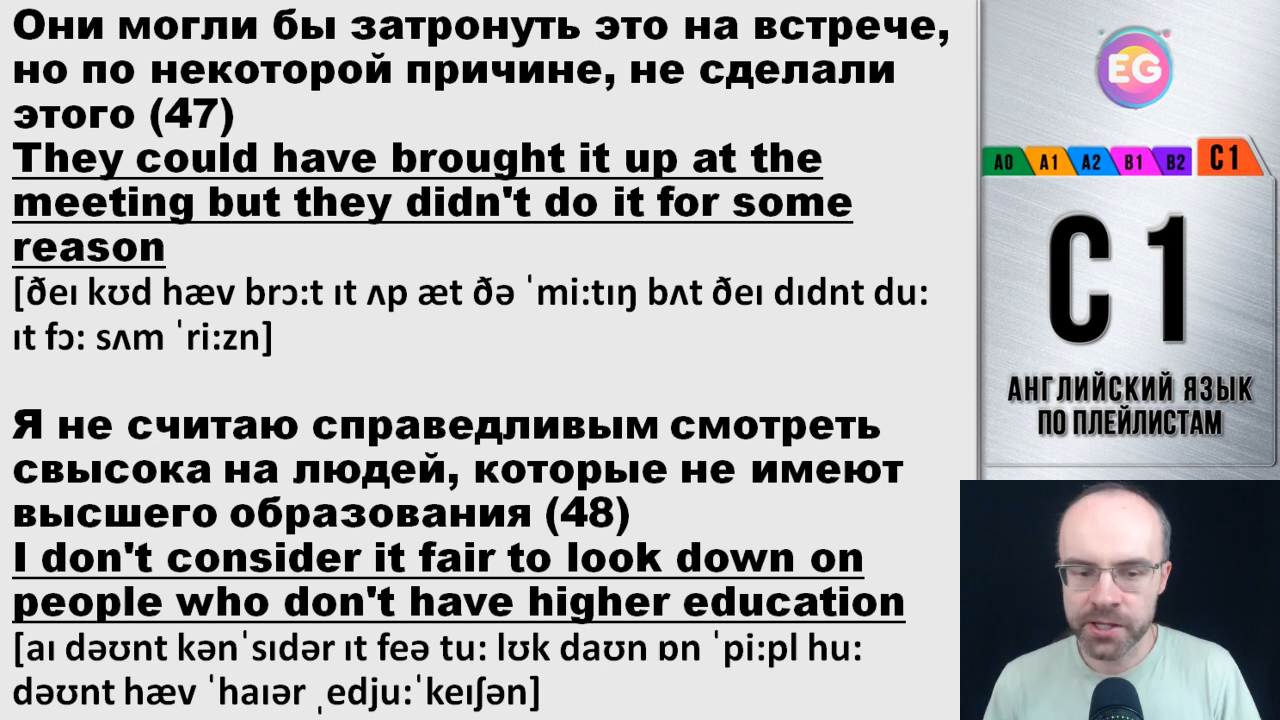 Они могли бы затронуть это на встрече,
но по некоторой причине, не сделали
этого (47)
They could have brought it up at the
meeting but they didn't do it for some
reason
[ðeɪ kʊd hæv brɔ:t ɪt ʌp æt ðə ˈmi:tɪŋ bʌt ðeɪ dɪdnt du:
ɪt fɔ: sʌm ˈri:zn]
Я не считаю справедливым смотреть
свысока на людей, которые не имеют
высшего образования (48)
I don't consider it fair to look down on
people who don't have higher education
[aɪ dəʊnt kənˈsɪdər ɪt feə tu: lʊk daʊn ɒn ˈpi:pl hu:
dəʊnt hæv ˈhaɪər ˌedju:ˈkeɪʃən]
EG
A0 A1 A2 B1 B2 C1
C1
АНГЛИЙСКИЙ ЯЗЫК
ПО ПЛЕЙЛИСТАМ